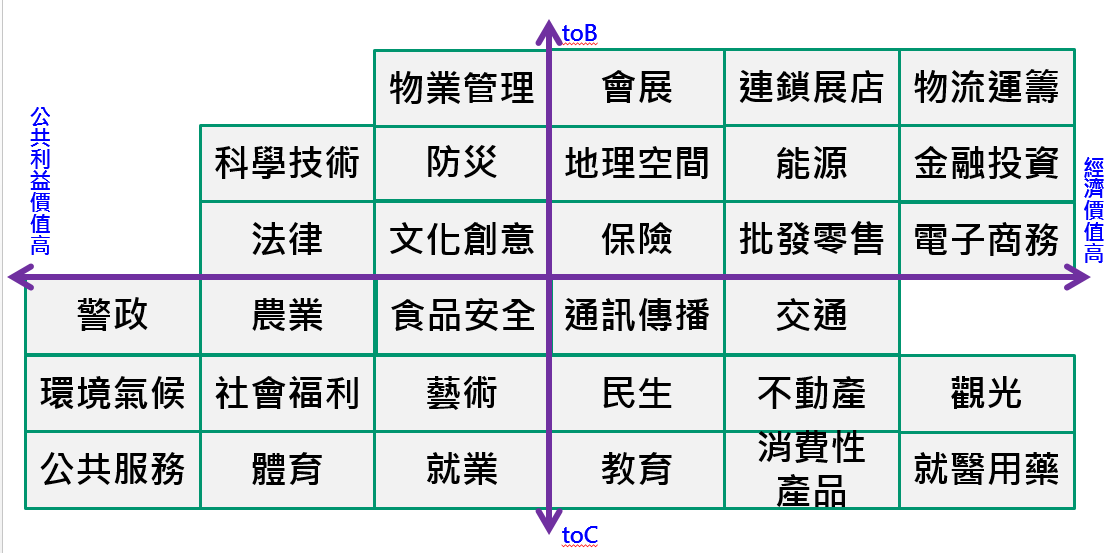 toB
物業管理 會展 連鎖展店 物流運籌
公共利益價值高
科學技術 防災 地理空間 能源 金融投資
經濟價值高
法律 文化創意 保險 批發零售 電子商務
警政 農業 食品安全 通訊傳播 交通
環境氣候 社會福利 藝術 民生 不動產 觀光
公共服務 體育 就業 教育 消費性
產品 就醫用藥
toC